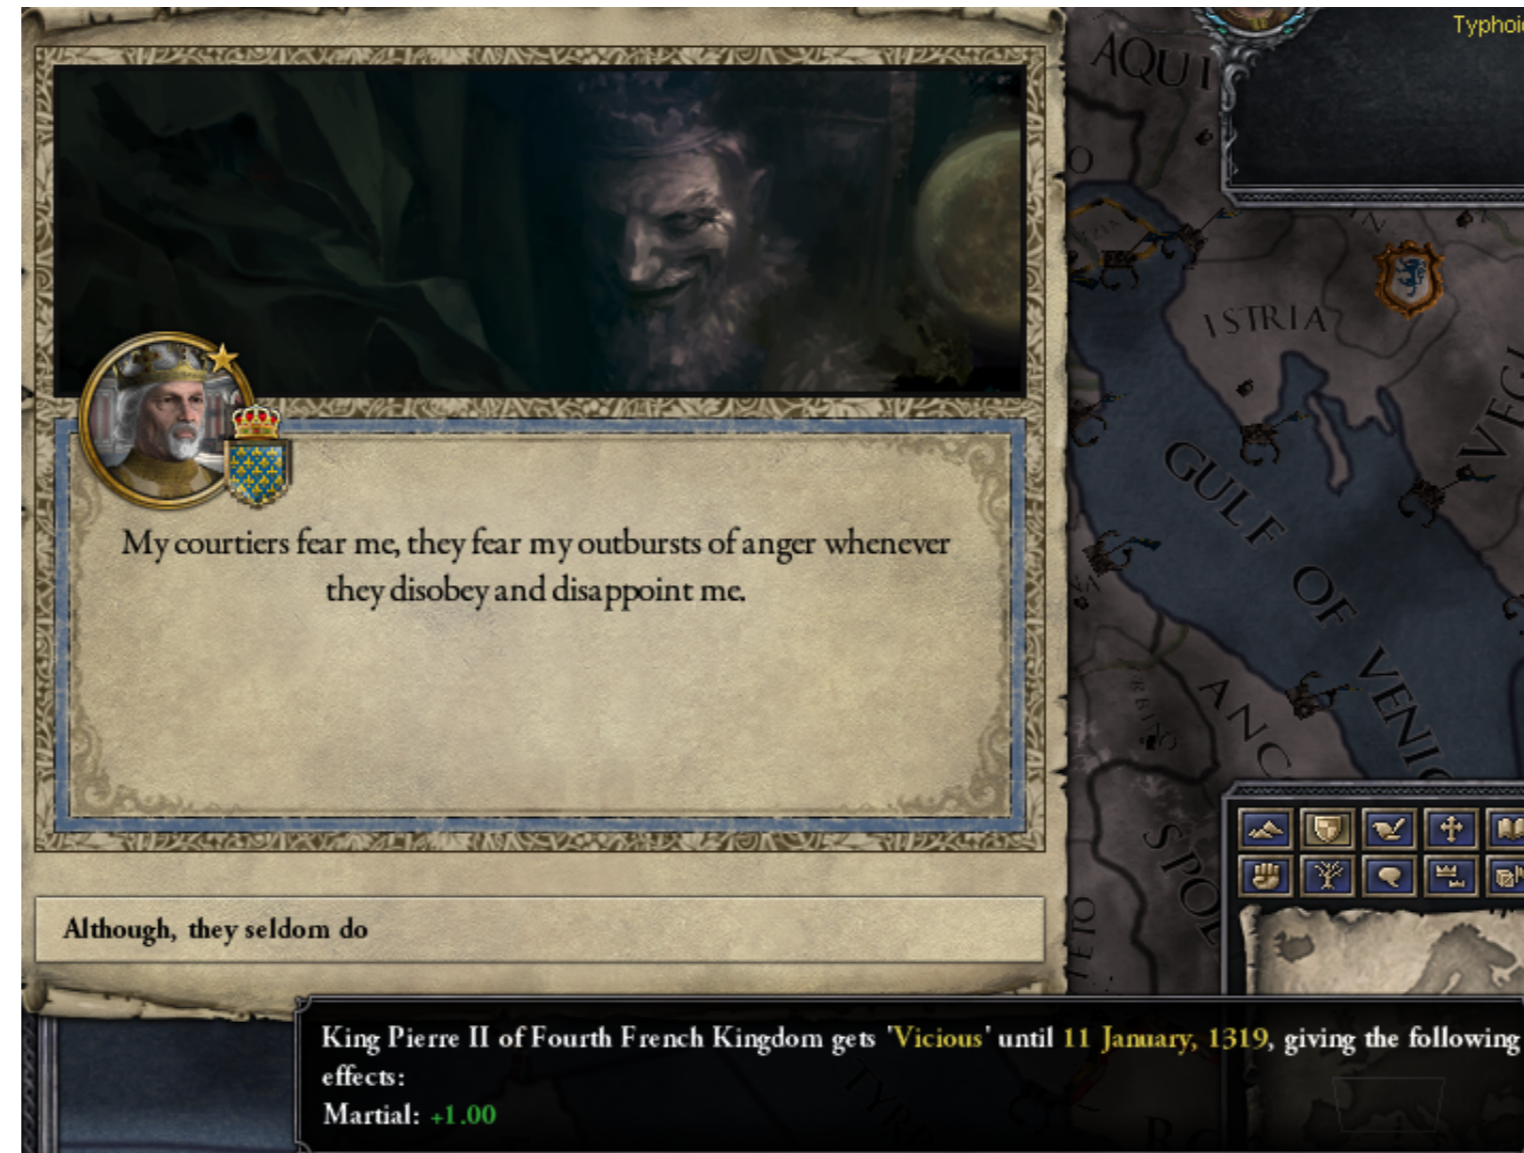 Typhoi
AQUI
ISTRIA
VEGI
GULF OF VENIC
ANC
SPOL
My courtiers fear me, they fear my outbursts of anger whenever
they disobey and disappoint me.
Although, they seldom do
King Pierre II of Fourth French Kingdom gets 'Vicious' until 11 January, 1319, giving the following
effects:
Martial: +1.00